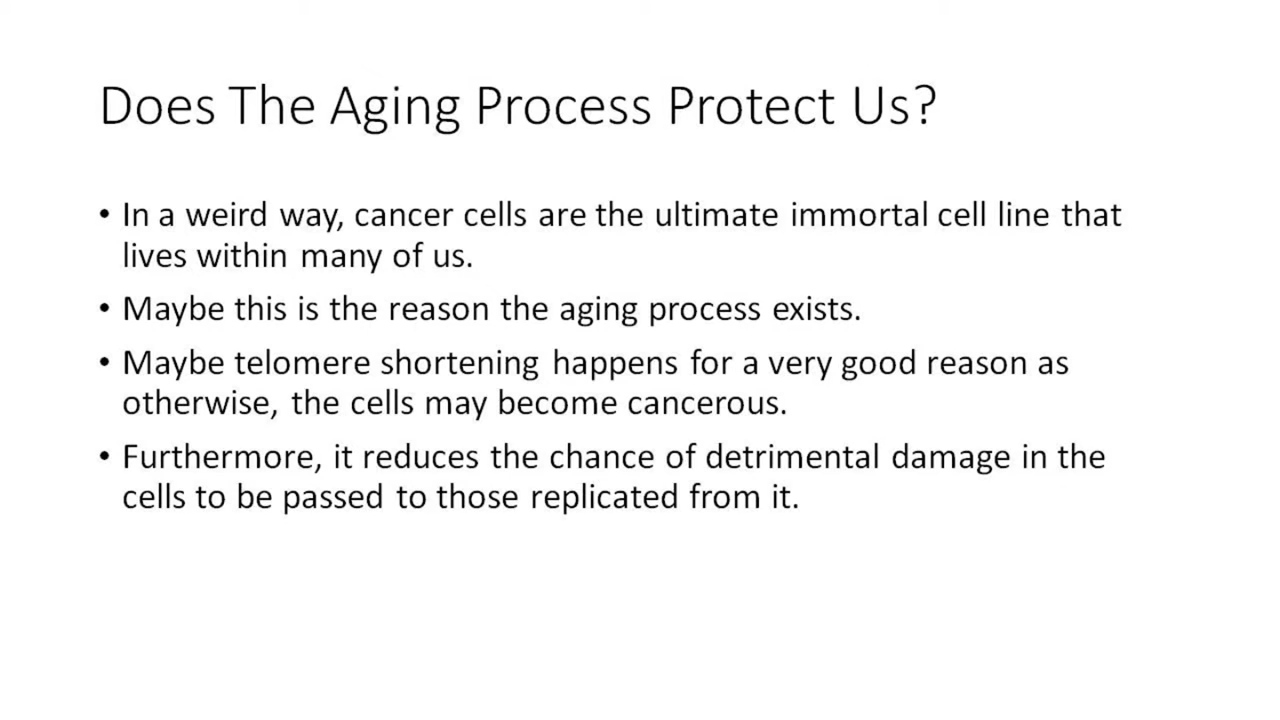 Does The Aging Process Protect Us?
• In a weird way, cancer cells are the ultimate immortal cell line that
lives within many of us.
• Maybe this is the reason the aging process exists.
• Maybe telomere shortening happens for a very good reason as
otherwise, the cells may become cancerous.
• Furthermore, it reduces the chance of detrimental damage in the
cells to be passed to those replicated from it.